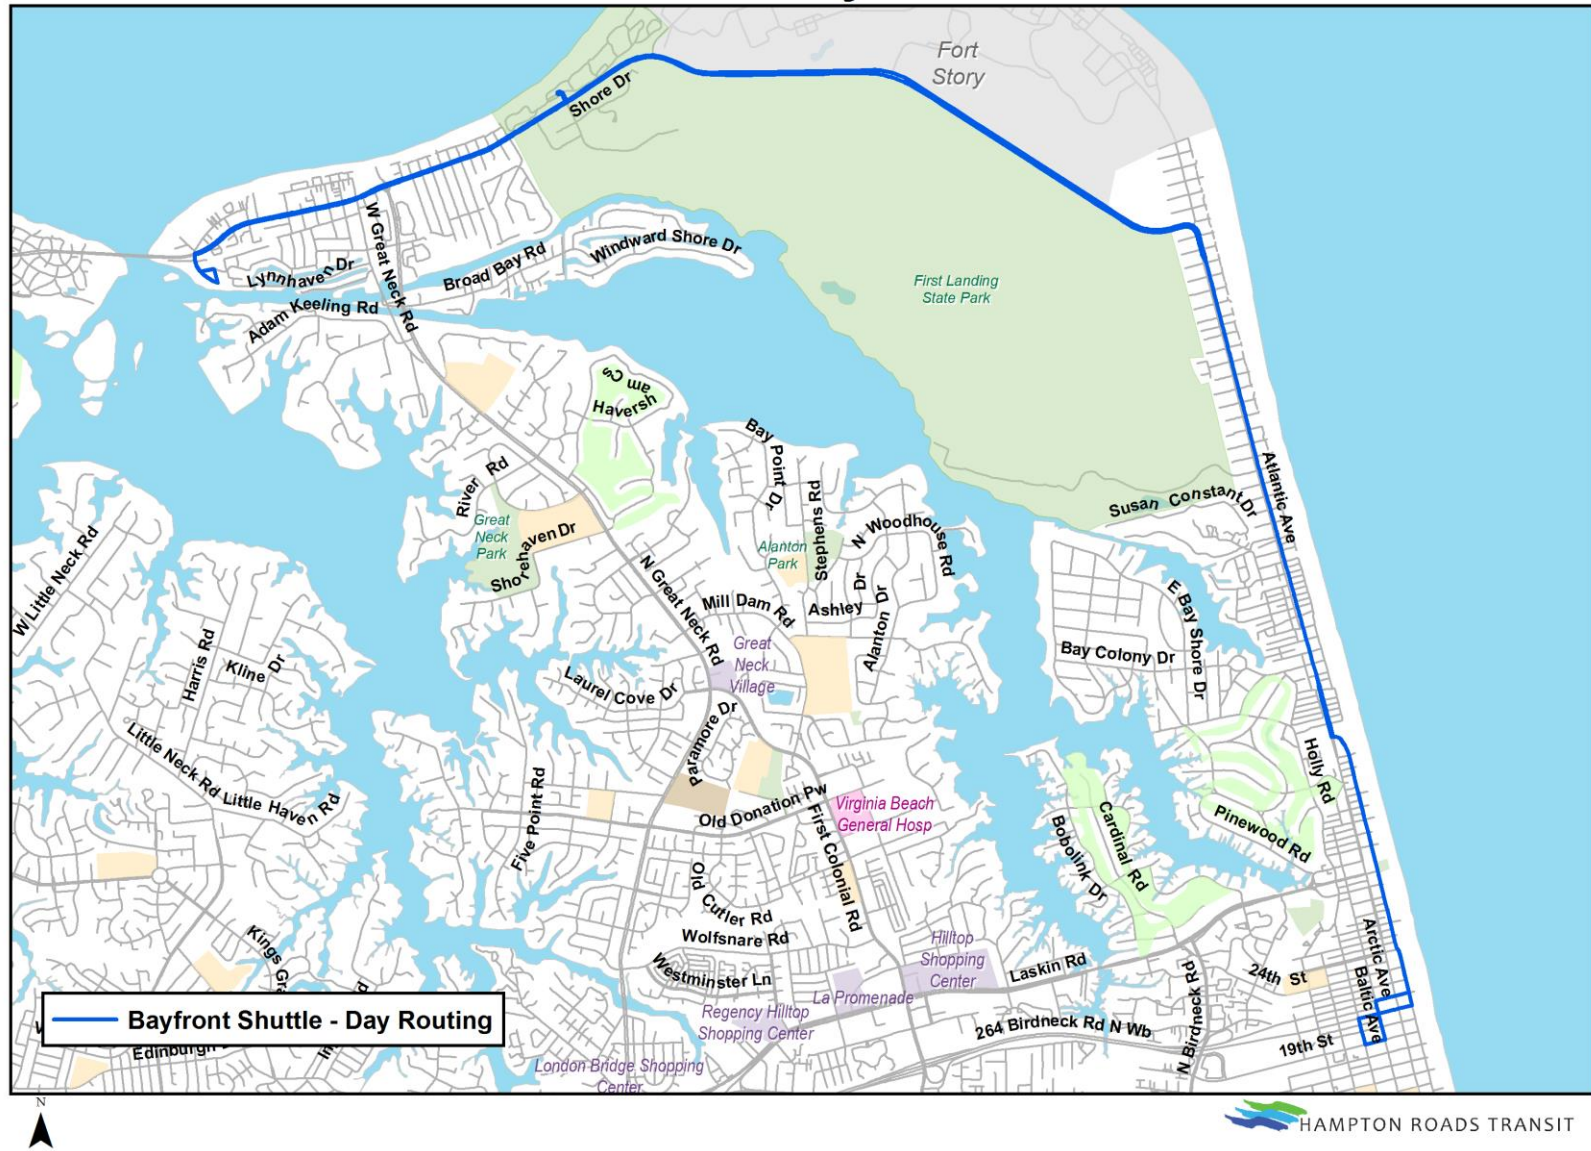 Fort
Story
Shore Dr
W Great Neck Rd
Lynnhaven Dr
Broad Bay Rd
Windward Shore Dr
Adam Keeling Rd
First Landing
State Park
am Cs
Haversh
Bay Point Dr
River Rd
Great
Neck
Park
Shorehaven Dr
Stephens Rd
N Woodhouse Rd
Alanton
Park
Susan Constant Dr
Atlantic Ave
W Little Neck Rd
N Great Neck Rd
Mill Dam Rd
Ashley Dr
Alanton Dr
E Bay Shore Dr
Harris Rd
Kline Dr
Great
Neck
Village
Bay Colony Dr
Laurel Cove Dr
Paramore Dr
Little Neck Rd
Little Haven Rd
Holly Rd
Five Point Rd
Old Donation Pw
Virginia Beach
General Hosp
First Colonial Rd
Cardinal Rd
Bobolink Dr
Pinewood Rd
Old Cutler Rd
Wolfsnare Rd
Westminster Ln
Hilltop
Shopping
Center
Laskin Rd
La Promenade
Regency Hilltop
Shopping Center
24th St
Arctic Ave
Baltic Ave
N Birdneck Rd
264 Birdneck Rd N Wb
19th St
London Bridge Shopping
Center
Kings Gra
Bayfront Shuttle - Day Routing
Edinburgh
N
HAMPTON ROADS TRANSIT